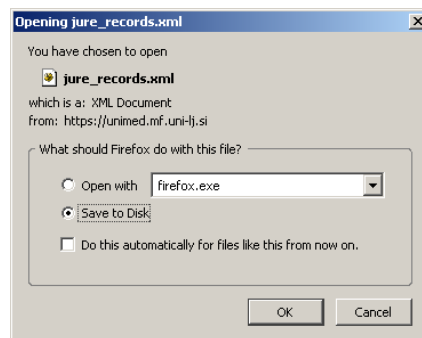 Opening jure_records.xml
You have chosen to open
jure_records.xml
which is a: XML Document
from: https://unimed.mf.uni-lj.si
What should Firefox do with this file?
Open with firefox.exe
Save to Disk
Do this automatically for files like this from now on.
OK Cancel